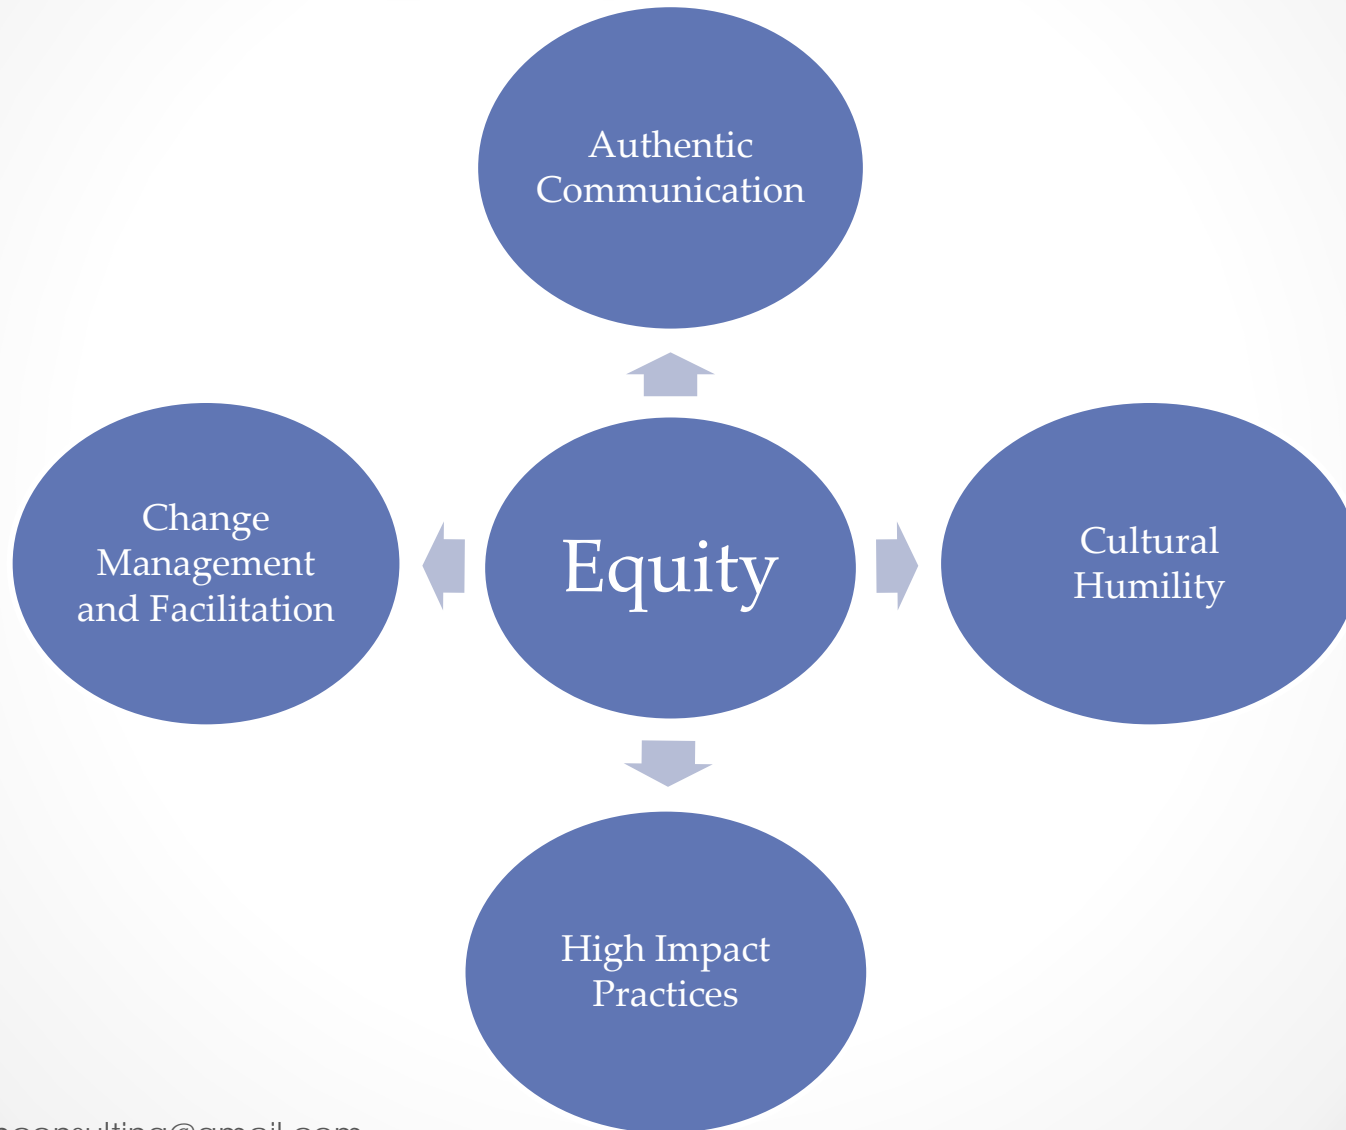 Authentic
Communication
Change
Management
and Facilitation
Equity
Cultural
Humility
High Impact
Practices